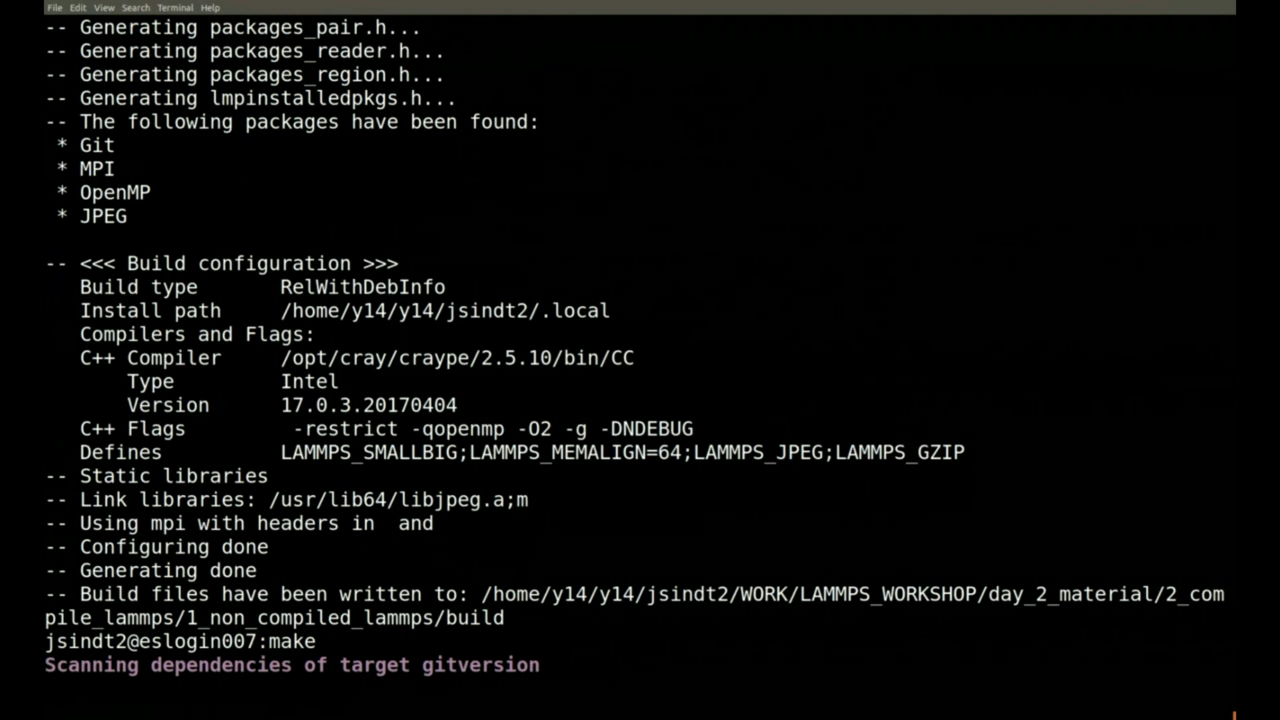 File Edit View Search Terminal Help
-- Generating packages_pair.h...
-- Generating packages_reader.h...
-- Generating packages_region.h...
-- Generating lmpinstalledpkgs.h...
-- The following packages have been found:
 * Git
 * MPI
 * OpenMP
 * JPEG
-- <<< Build configuration >>>
   Build type       RelWithDebInfo
   Install path     /home/y14/y14/jsindt2/.local
   Compilers and Flags:
   C++ Compiler     /opt/cray/craype/2.5.10/bin/CC
       Type         Intel
       Version      17.0.3.20170404
   C++ Flags         -restrict -qopenmp -O2 -g -DNDEBUG
   Defines          LAMMPS_SMALLBIG;LAMMPS_MEMALIGN=64;LAMMPS_JPEG;LAMMPS_GZIP
-- Static libraries
-- Link libraries: /usr/lib64/libjpeg.a;m
-- Using mpi with headers in  and
-- Configuring done
-- Generating done
-- Build files have been written to: /home/y14/y14/jsindt2/WORK/LAMMPS_WORKSHOP/day_2_material/2_com
pile_lammps/1_non_compiled_lammps/build
jsindt2@eslogin007:make
Scanning dependencies of target gitversion